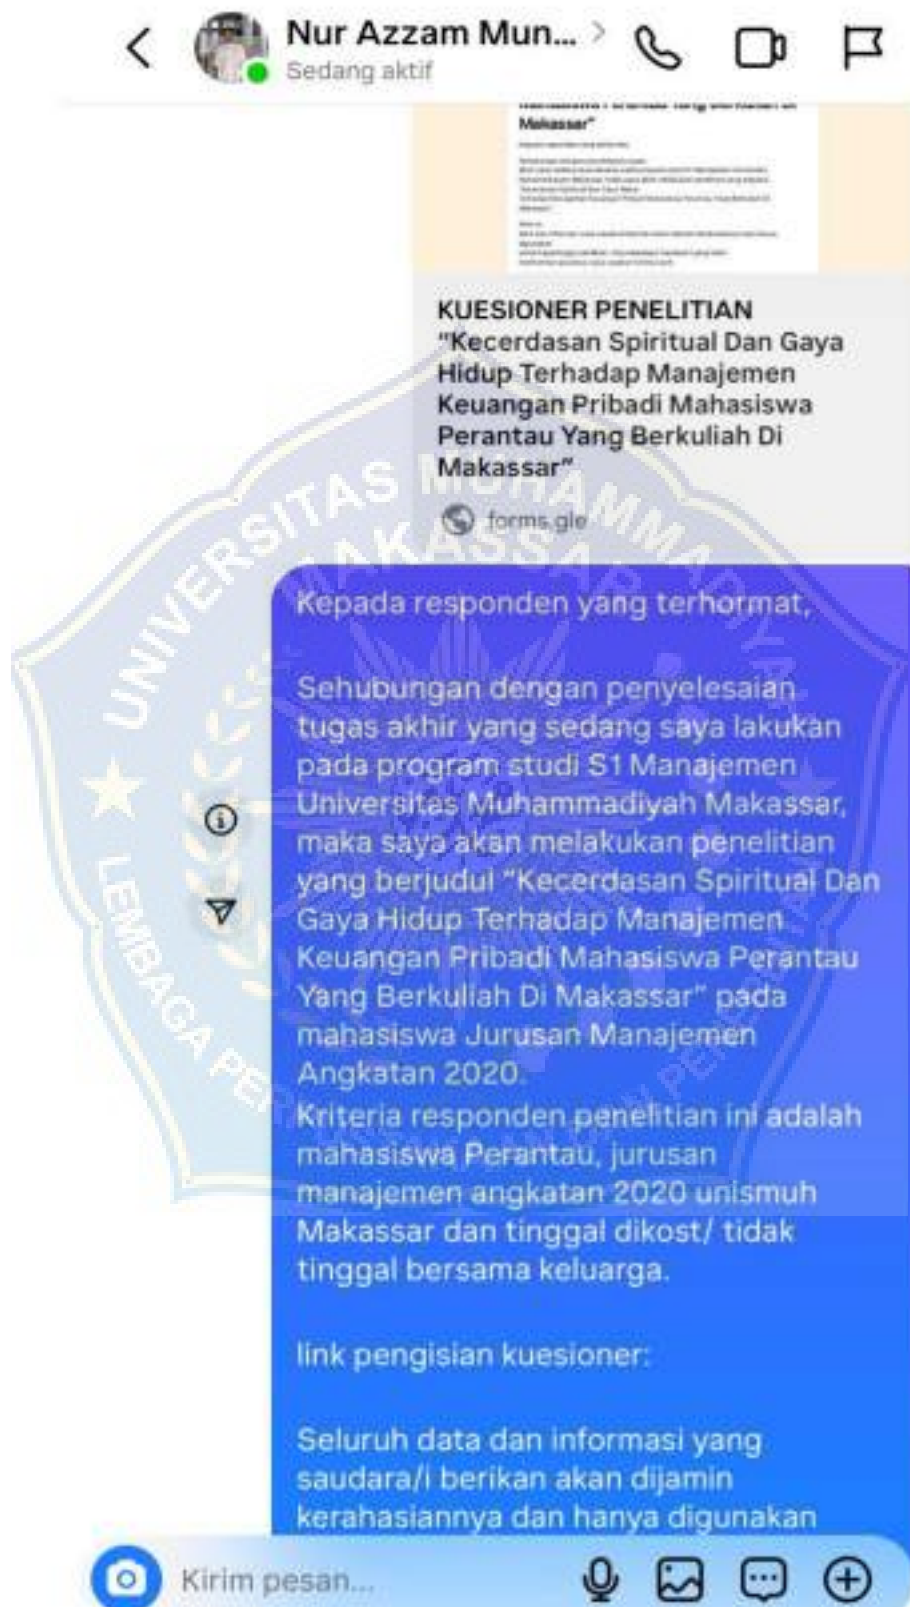 Nur Azzam Mun...
Sedang aktif
Makassar"
KUESIONER PENELITIAN
"Kecerdasan Spiritual Dan Gaya
Hidup Terhadap Manajemen
Keuangan Pribadi Mahasiswa
Perantau Yang Berkuliah Di
Makassar"
forms.gle
Kepada responden yang terhormat,
Sehubungan dengan penyelesaian
tugas akhir yang sedang saya lakukan
pada program studi S1 Manajemen
Universitas Muhammadiyah Makassar,
maka saya akan melakukan penelitian
yang berjudul "Kecerdasan Spiritual Dan
Gaya Hidup Terhadap Manajemen
Keuangan Pribadi Mahasiswa Perantau
Yang Berkuliah Di Makassar" pada
mahasiswa Jurusan Manajemen
Angkatan 2020.
Kriteria responden penelitian ini adalah
mahasiswa Perantau, jurusan
manajemen angkatan 2020 unismuh
Makassar dan tinggal dikost/ tidak
tinggal bersama keluarga.
link pengisian kuesioner:
Seluruh data dan informasi yang
saudara/i berikan akan dijamin
kerahasiannya dan hanya digunakan
Kirim pesan...
UNIVERSITAS MUHAMMADIYAH
MAKASSAR
LEMBAGA